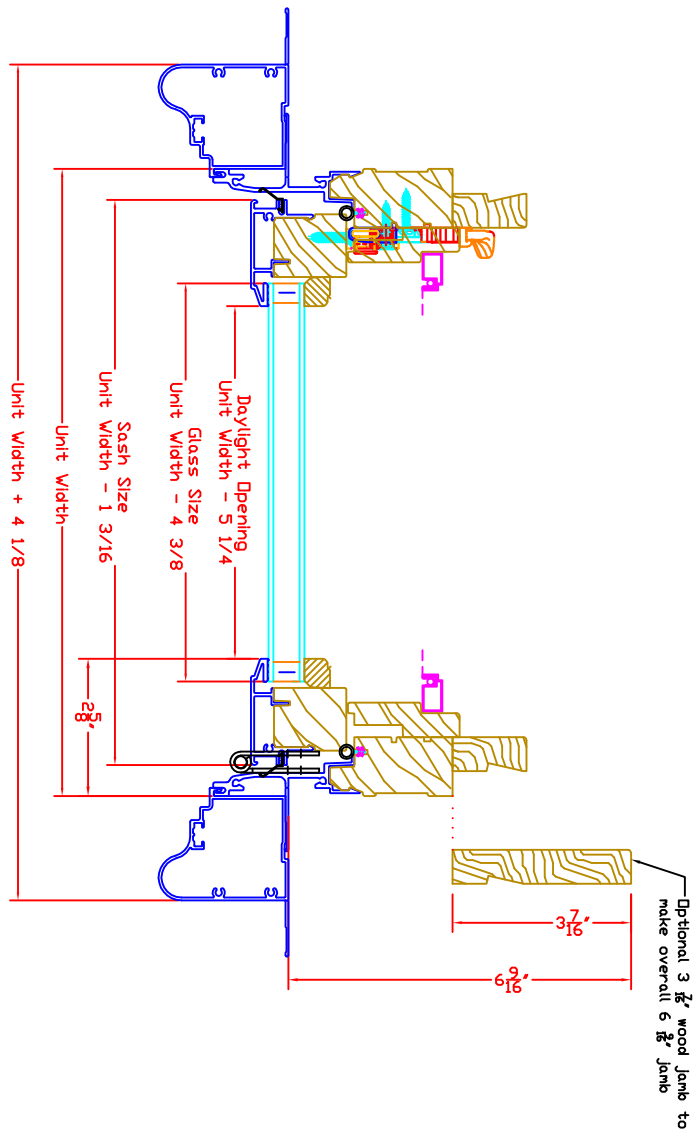 Optional 3 7/16" wood jamb to
make overall 6 9/16" jamb
3 7/16"
6 9/16"
2 5/8"
Daylight Opening
Unit Width - 5 1/4
Glass Size
Unit Width - 4 3/8
Sash Size
Unit Width - 1 3/16
Unit Width
Unit Width + 4 1/8